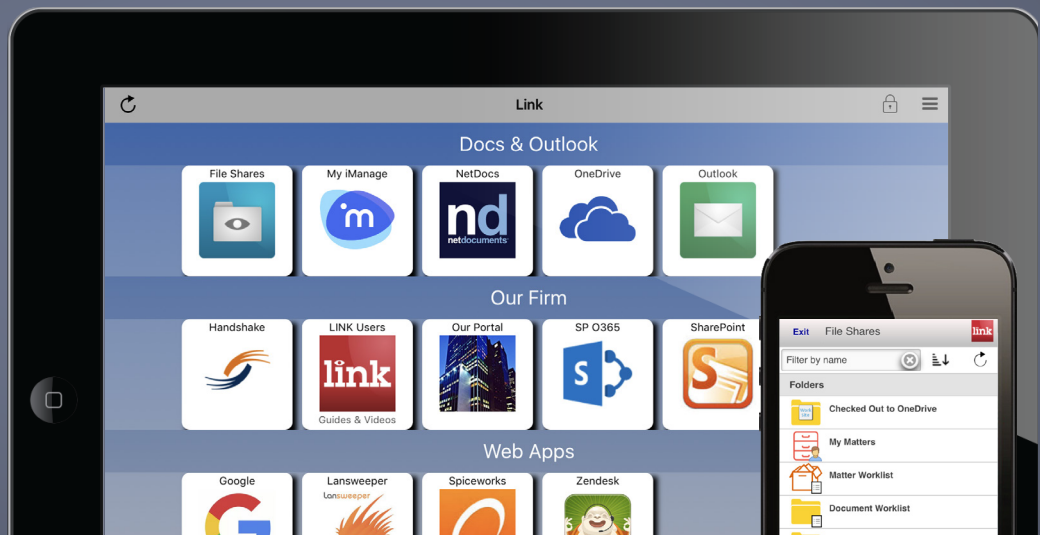 Link
Docs & Outlook
File Shares
My iManage
NetDocs
OneDrive
Outlook
m
nd
netdocuments
Our Firm
Handshake
LINK Users
Our Portal
SP O365
SharePoint
link
S
S
Guides & Videos
Web Apps
Google
Lansweeper
Spiceworks
Zendesk
Lansweeper
G
Exit File Shares
link
Filter by name
Folders
Checked Out to OneDrive
My Matters
Matter Worklist
Document Worklist